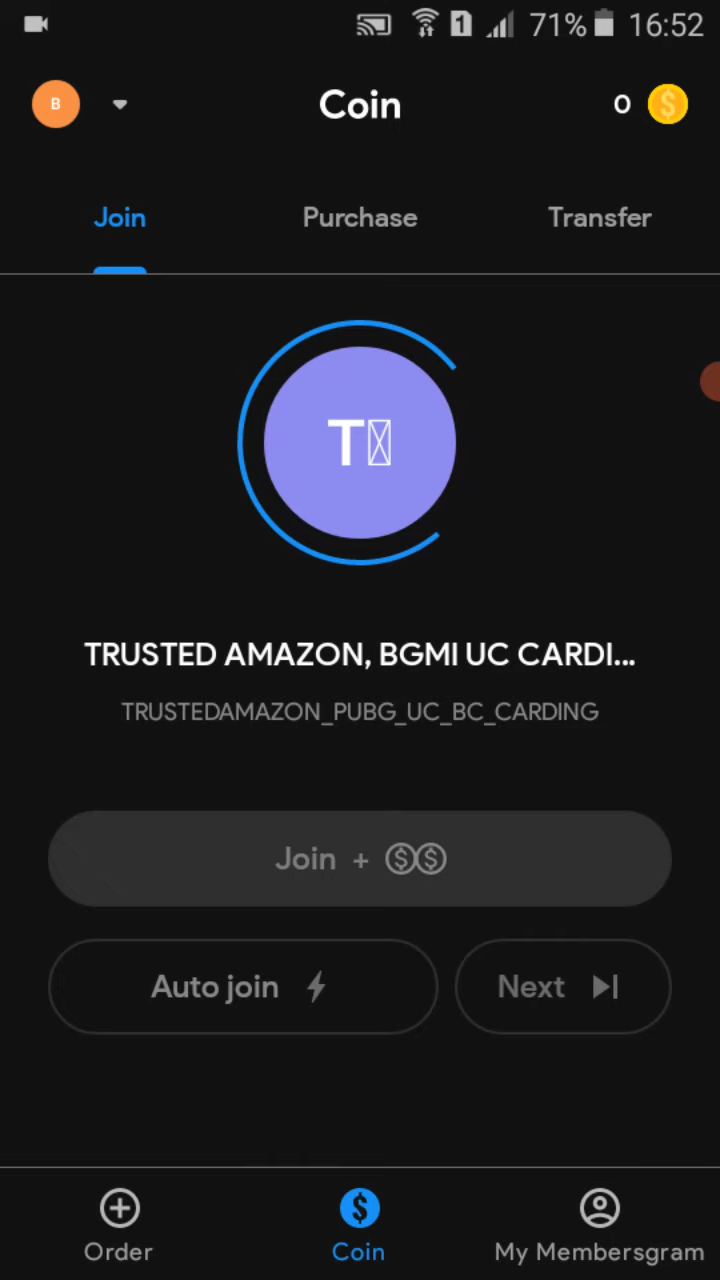 1 71% 16:52
B Coin 0
Join Purchase Transfer
T
TRUSTED AMAZON, BGMI UC CARDI...
TRUSTEDAMAZON_PUBG_UC_BC_CARDING
Join +
Auto join Next
Order Coin My Membersgram